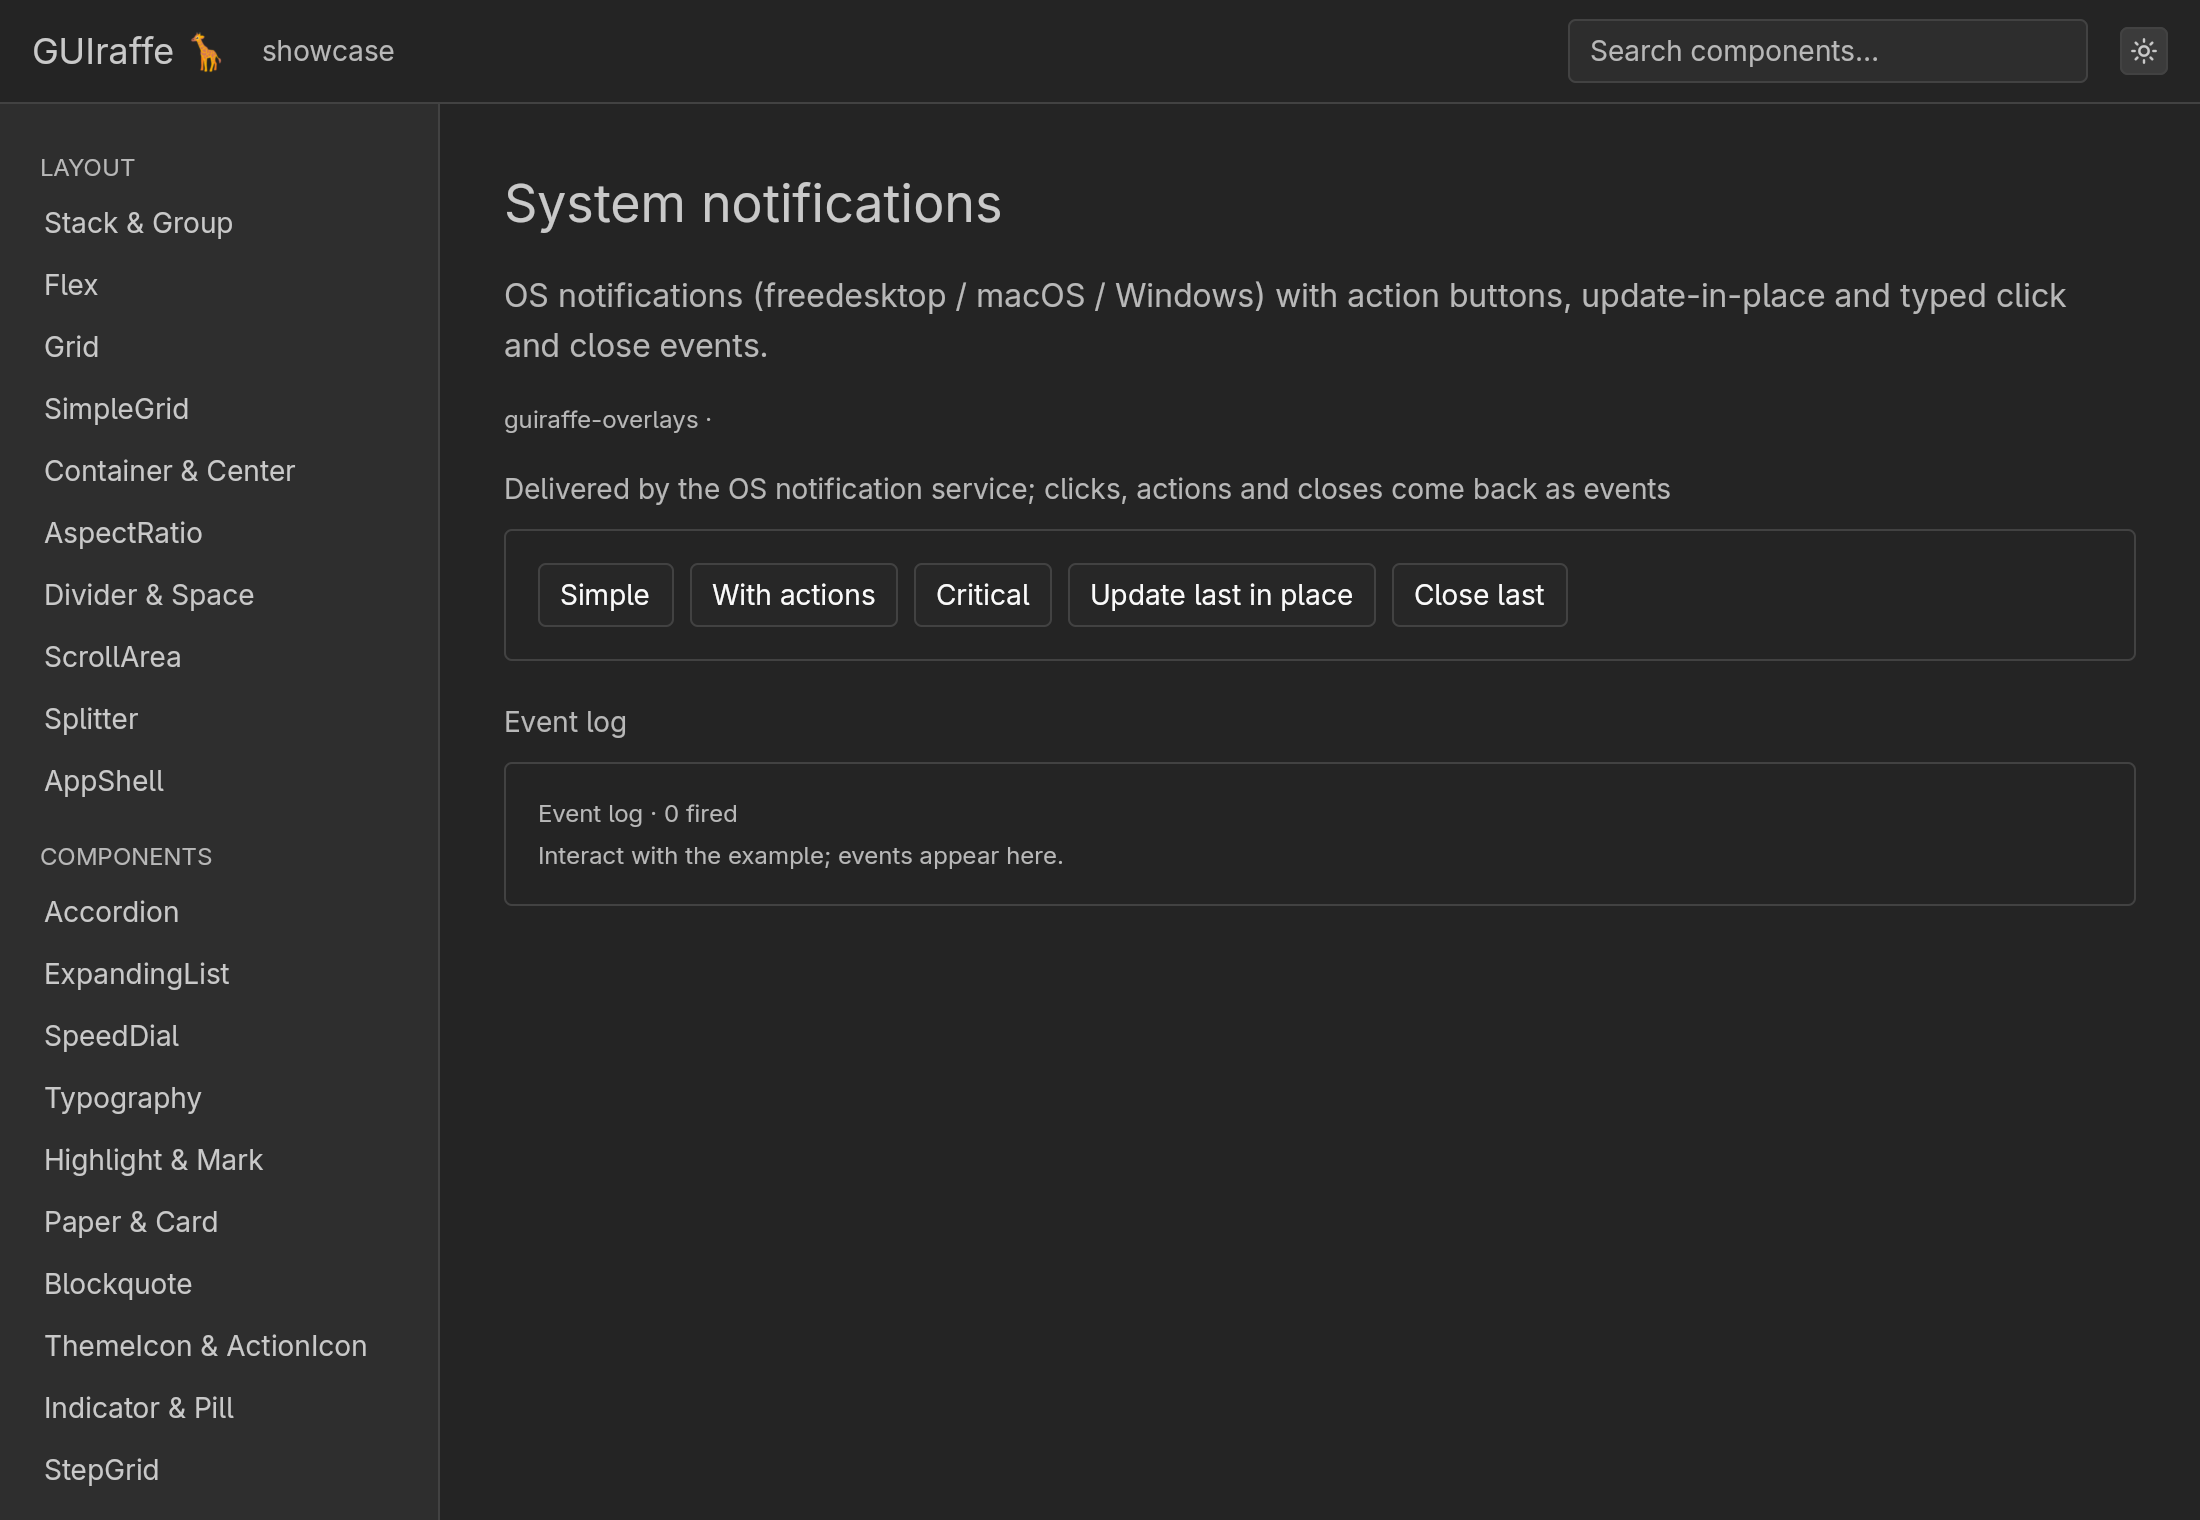 GUIraffe 🦒 showcase
Search components...
LAYOUT
Stack & Group
Flex
Grid
SimpleGrid
Container & Center
AspectRatio
Divider & Space
ScrollArea
Splitter
AppShell
COMPONENTS
Accordion
ExpandingList
SpeedDial
Typography
Highlight & Mark
Paper & Card
Blockquote
ThemeIcon & ActionIcon
Indicator & Pill
StepGrid
System notifications
OS notifications (freedesktop / macOS / Windows) with action buttons, update-in-place and typed click
and close events.
guiraffe-overlays ·
Delivered by the OS notification service; clicks, actions and closes come back as events
Simple With actions Critical Update last in place Close last
Event log
Event log · 0 fired
Interact with the example; events appear here.